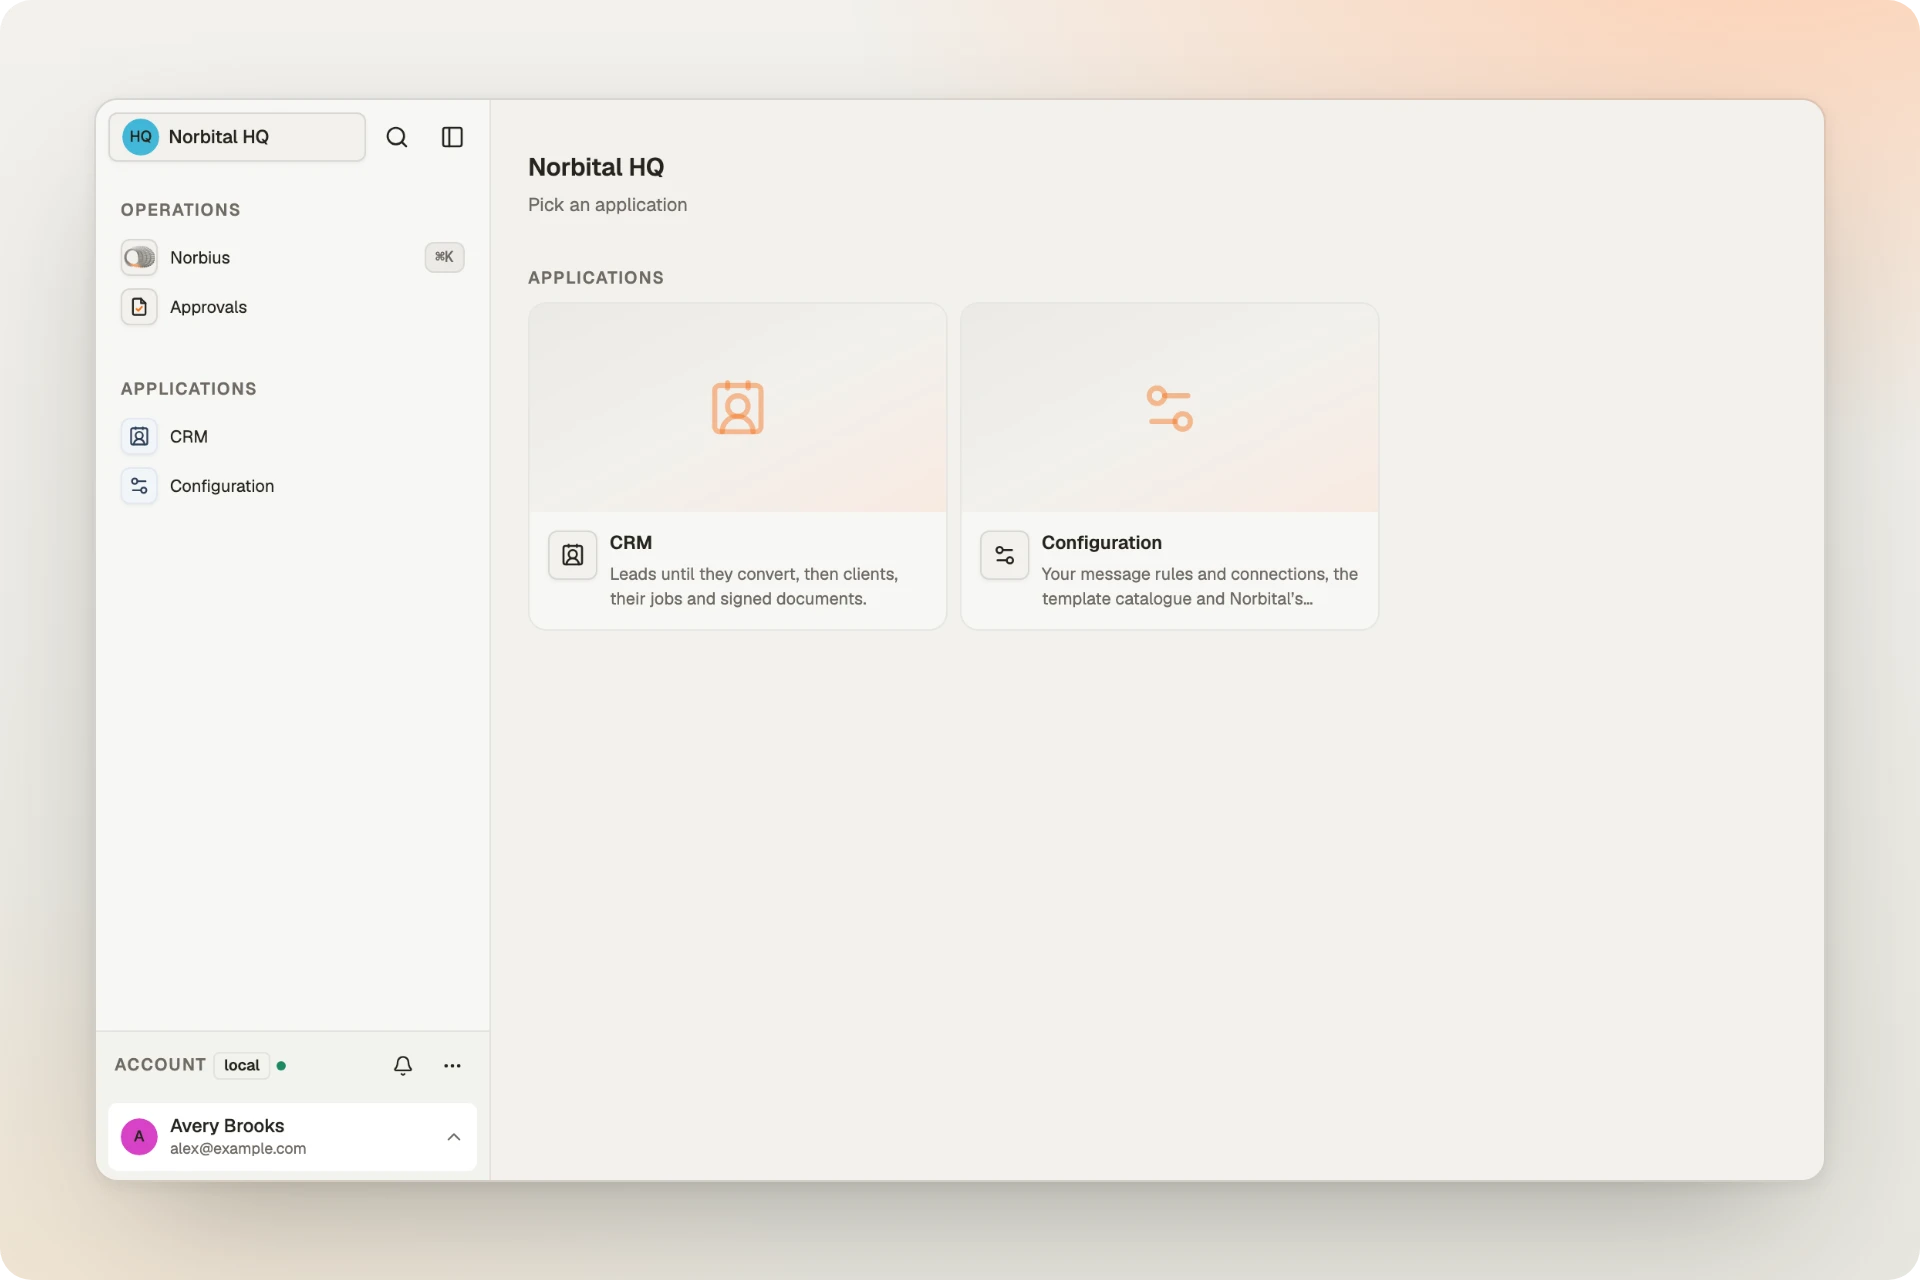 HQ Norbital HQ
OPERATIONS
Norbius ⌘K
Approvals
APPLICATIONS
CRM
Configuration
ACCOUNT local
A
Avery Brooks
alex@example.com
Norbital HQ
Pick an application
APPLICATIONS
CRM
Leads until they convert, then clients,
their jobs and signed documents.
Configuration
Your message rules and connections, the
template catalogue and Norbital’s...